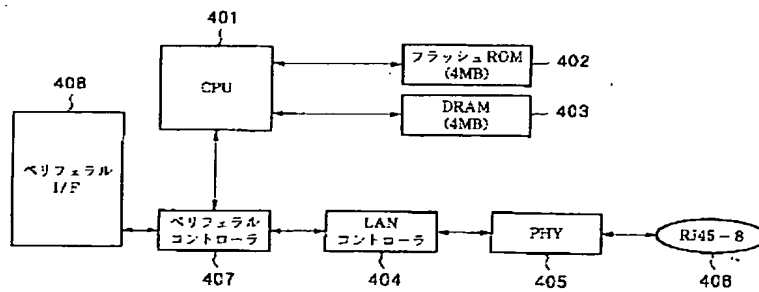 401
408
CPU
フラッシュROM
(4MB)
402
DRAM
(4MB)
403
ペリフェラル
I/F
ペリフェラル
コントローラ
LAN
コントローラ
PHY
RJ45-8
407
404
405
406